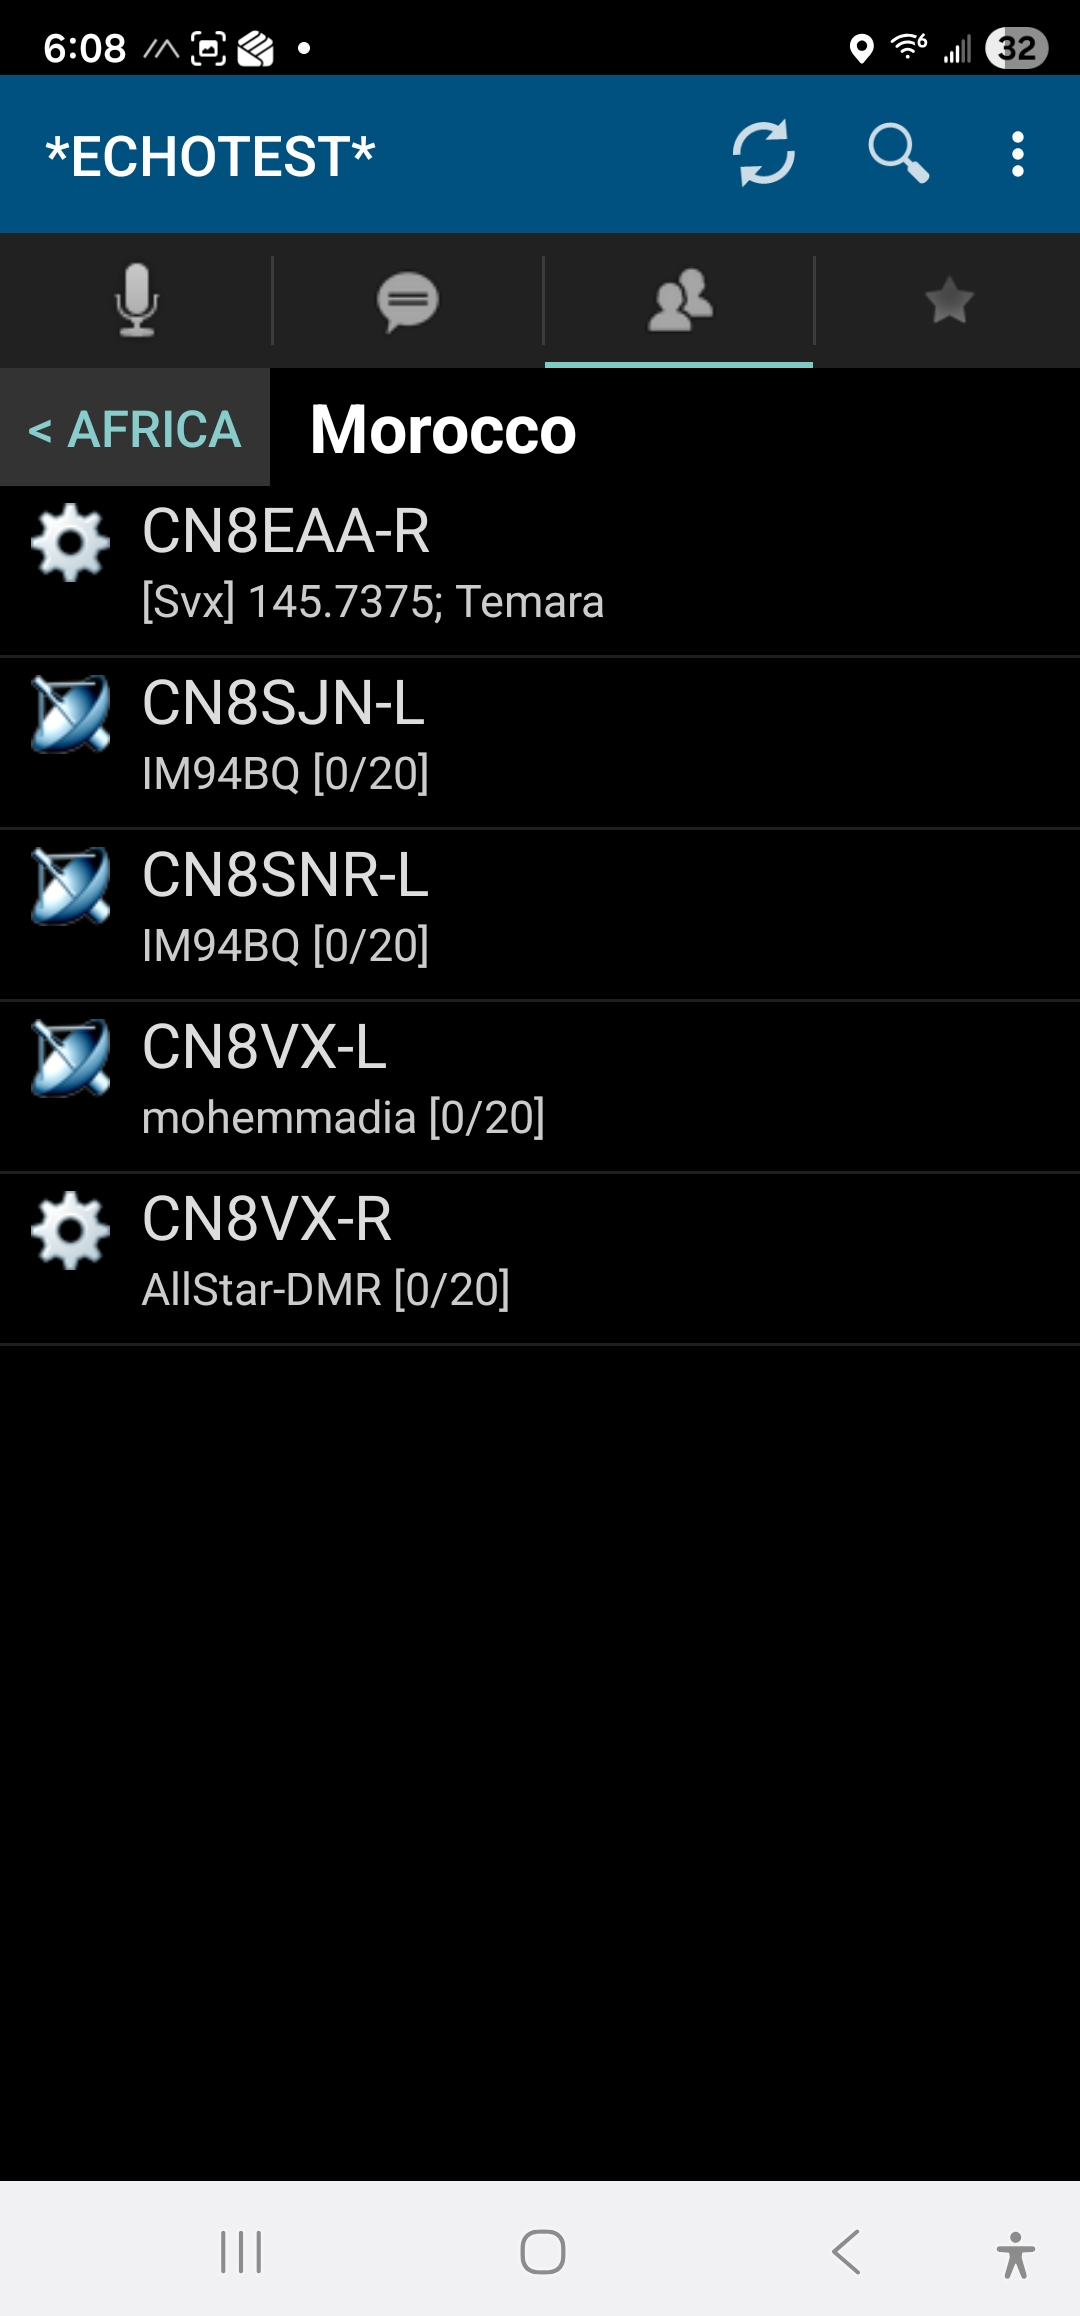 6:08
6
32
*ECHOTEST*
< AFRICA
Morocco
CN8EAA-R
[Svx] 145.7375; Temara
CN8SJN-L
IM94BQ [0/20]
CN8SNR-L
IM94BQ [0/20]
CN8VX-L
mohemmadia [0/20]
CN8VX-R
AllStar-DMR [0/20]